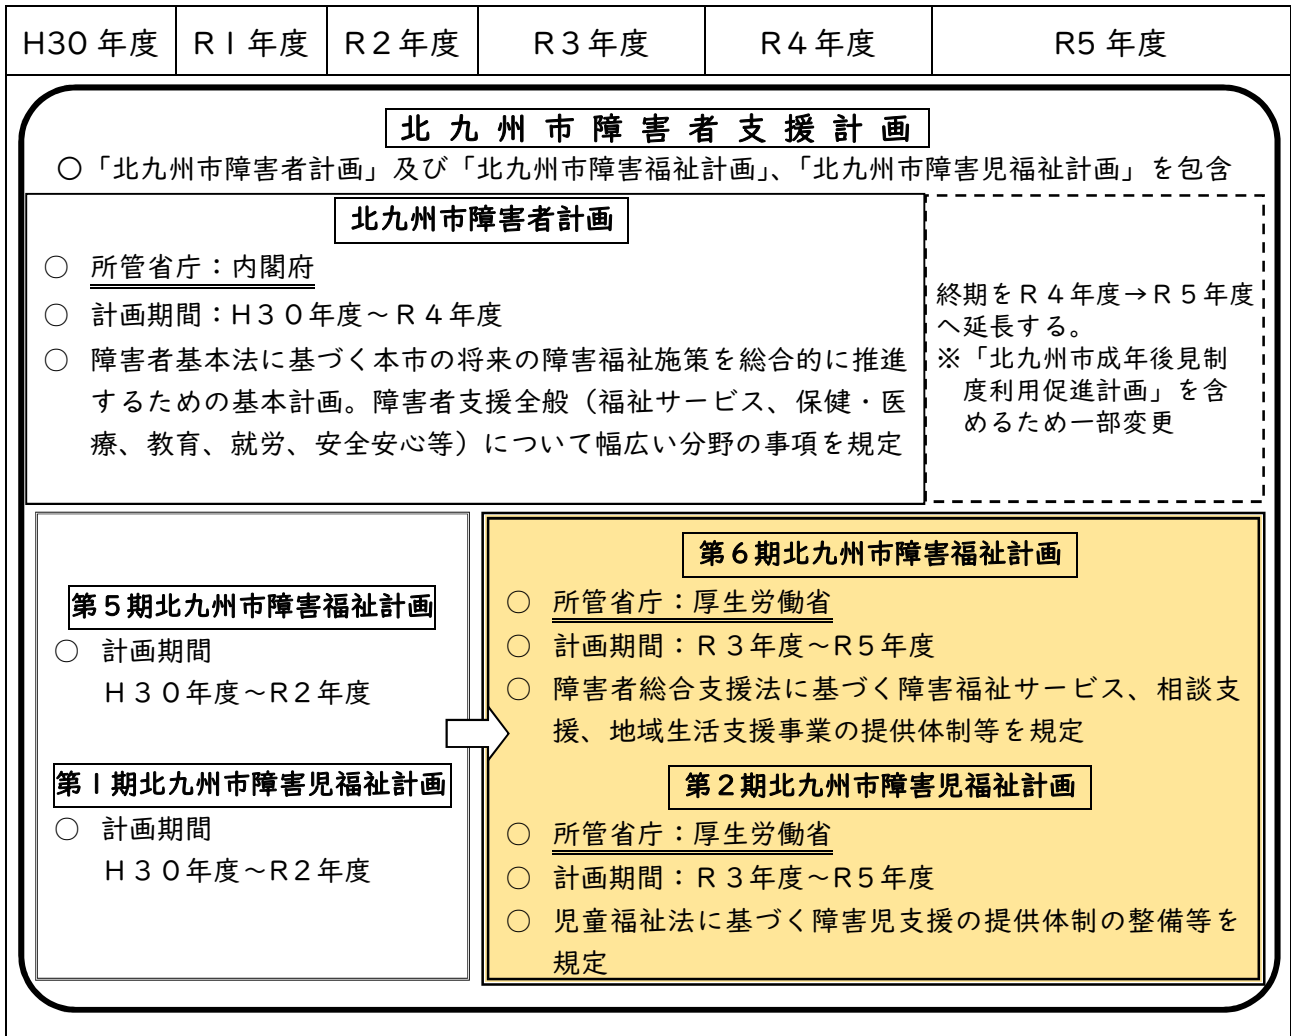 H30年度 R1年度 R2年度 R3年度 R4年度 R5年度
北九州市障害者支援計画
○「北九州市障害者計画」及び「北九州市障害福祉計画」、「北九州市障害児福祉計画」を包含
北九州市障害者計画
○ 所管省庁：内閣府
○ 計画期間：H30年度～R4年度
○ 障害者基本法に基づく本市の将来の障害福祉施策を総合的に推進
するための基本計画。障害者支援全般（福祉サービス、保健・医
療、教育、就労、安全安心等）について幅広い分野の事項を規定
終期をR4年度→R5年度
へ延長する。
※「北九州市成年後見制
度利用促進計画」を含
めるため一部変更
第5期北九州市障害福祉計画
○ 計画期間
H30年度～R2年度
第1期北九州市障害児福祉計画
○ 計画期間
H30年度～R2年度
第6期北九州市障害福祉計画
○ 所管省庁：厚生労働省
○ 計画期間：R3年度～R5年度
○ 障害者総合支援法に基づく障害福祉サービス、相談支
援、地域生活支援事業の提供体制等を規定
第2期北九州市障害児福祉計画
○ 所管省庁：厚生労働省
○ 計画期間：R3年度～R5年度
○ 児童福祉法に基づく障害児支援の提供体制の整備等を
規定